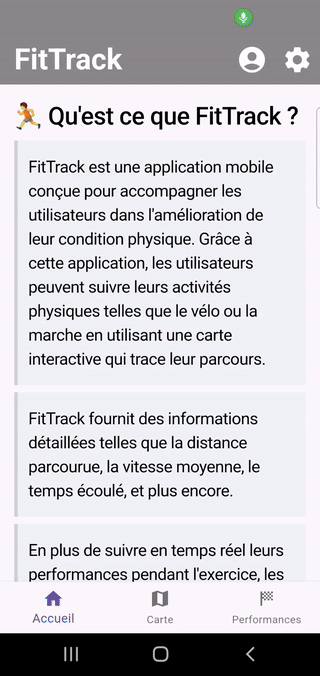 FitTrack
🏃 Qu'est ce que FitTrack ?
FitTrack est une application mobile
conçue pour accompagner les
utilisateurs dans l'amélioration de
leur condition physique. Grâce à
cette application, les utilisateurs
peuvent suivre leurs activités
physiques telles que le vélo ou la
marche en utilisant une carte
interactive qui trace leur parcours.
FitTrack fournit des informations
détaillées telles que la distance
parcourue, la vitesse moyenne, le
temps écoulé, et plus encore.
En plus de suivre en temps réel leurs
performances pendant l'exercice, les
Accueil
Carte
Performances